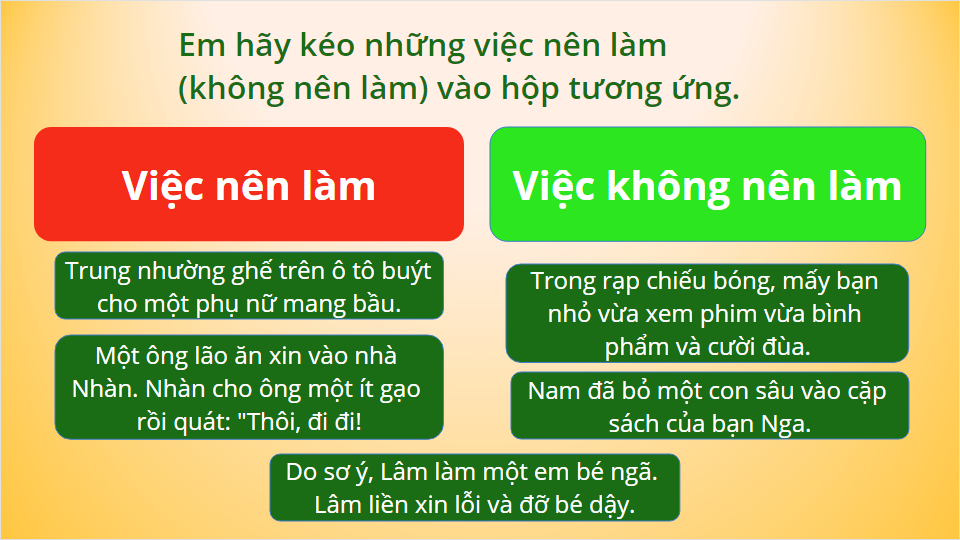 Em hãy kéo những việc nên làm
(không nên làm) vào hộp tương ứng.
Việc nên làm
Việc không nên làm
Trung nhường ghế trên ô tô buýt
cho một phụ nữ mang bầu.
Một ông lão ăn xin vào nhà
Nhàn. Nhàn cho ông một ít gạo
rồi quát: "Thôi, đi đi!
Trong rạp chiếu bóng, mấy bạn
nhỏ vừa xem phim vừa bình
phẩm và cười đùa.
Nam đã bỏ một con sâu vào cặp
sách của bạn Nga.
Do sơ ý, Lâm làm một em bé ngã.
Lâm liền xin lỗi và đỡ bé dậy.